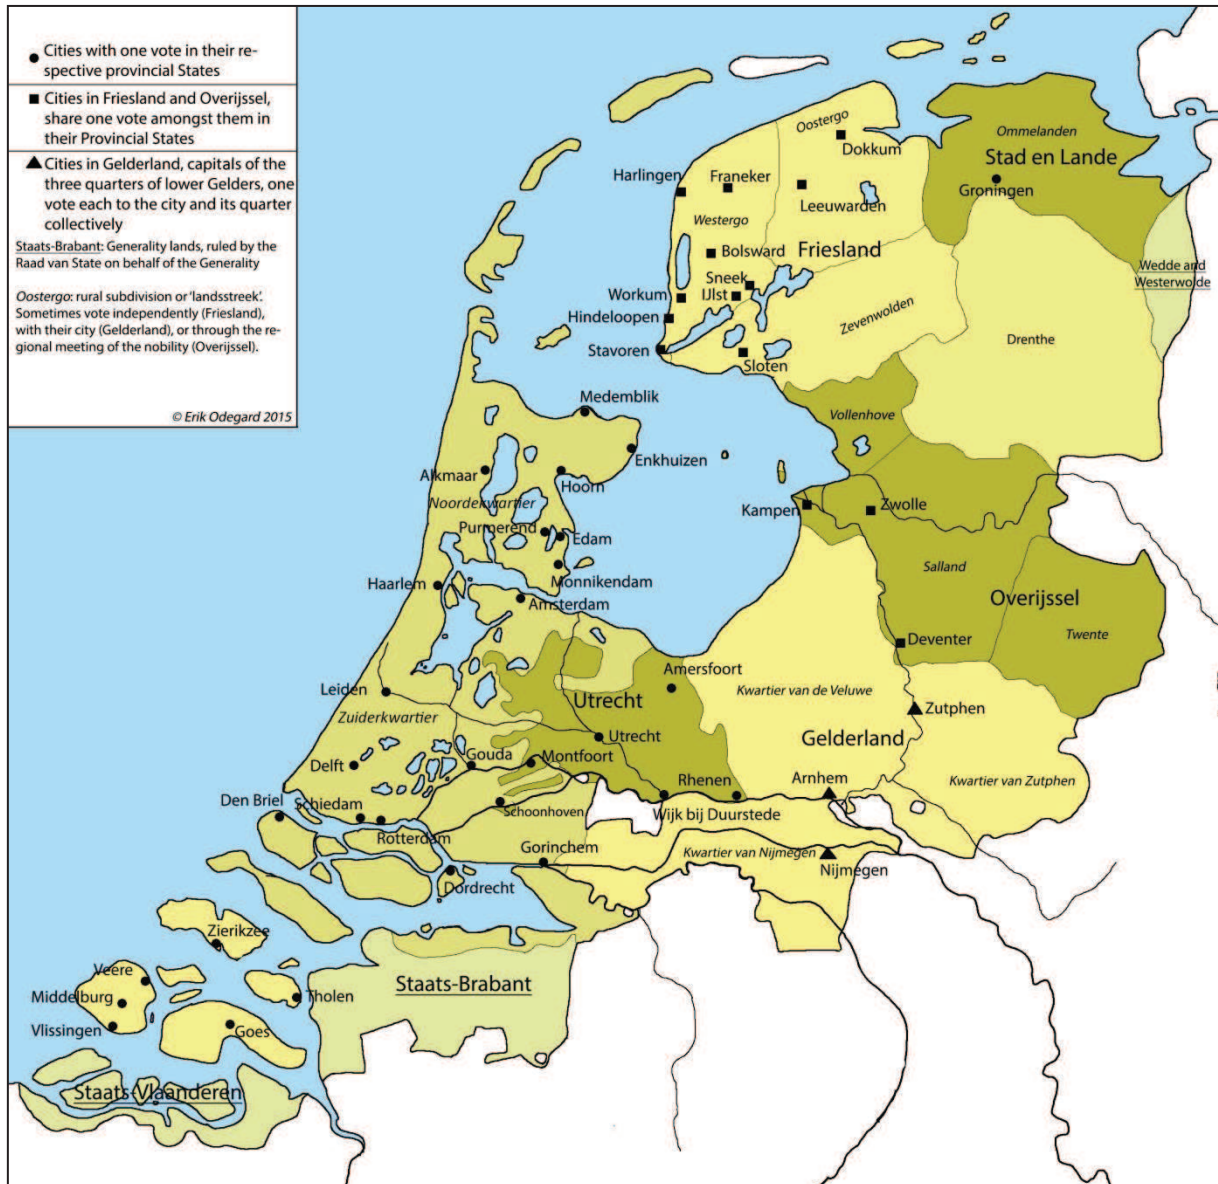 Cities with one vote in their re-
spective provincial States
Cities in Friesland and Overijssel,
share one vote amongst them in
their Provincial States
Cities in Gelderland, capitals of the
three quarters of lower Gelders, one
vote each to the city and its quarter
collectively
Staats-Brabant: Generality lands, ruled by the
Raad van State on behalf of the Generality
Oostergo: rural subdivision or 'landsstreek'.
Sometimes vote independently (Friesland),
with their city (Gelderland), or through the re-
gional meeting of the nobility (Overijssel).
© Erik Odegard 2015
Oostergo
Dokkum
Ommelanden
Stad en Lande
Groningen
Harlingen
Franeker
Leeuwarden
Westergo
Bolsward
Friesland
Sneek
IJlst
Workum
Hindeloopen
Stavoren
Sloten
Zevenwolden
Wedde and
Westerwolde
Drenthe
Medemblik
Vollenhove
Enkhuizen
Alkmaar
Hoorn
Noorderkwartier
Kampen
Zwolle
Purmerend
Edam
Monnikendam
Salland
Haarlem
Amsterdam
Overijssel
Twente
Deventer
Amersfoort
Leiden
Utrecht
Kwartier van de Veluwe
Zutphen
Zuiderkwartier
Utrecht
Gelderland
Delft
Gouda
Montfoort
Rhenen
Arnhem
Kwartier van Zutphen
Den Briel
Schiedam
Schoonhoven
Wijk bij Duurstede
Rotterdam
Gorinchem
Kwartier van Nijmegen
Nijmegen
Dordrecht
Zierikzee
Veere
Staats-Brabant
Middelburg
Tholen
Vlissingen
Goes
Staats-Vlaanderen